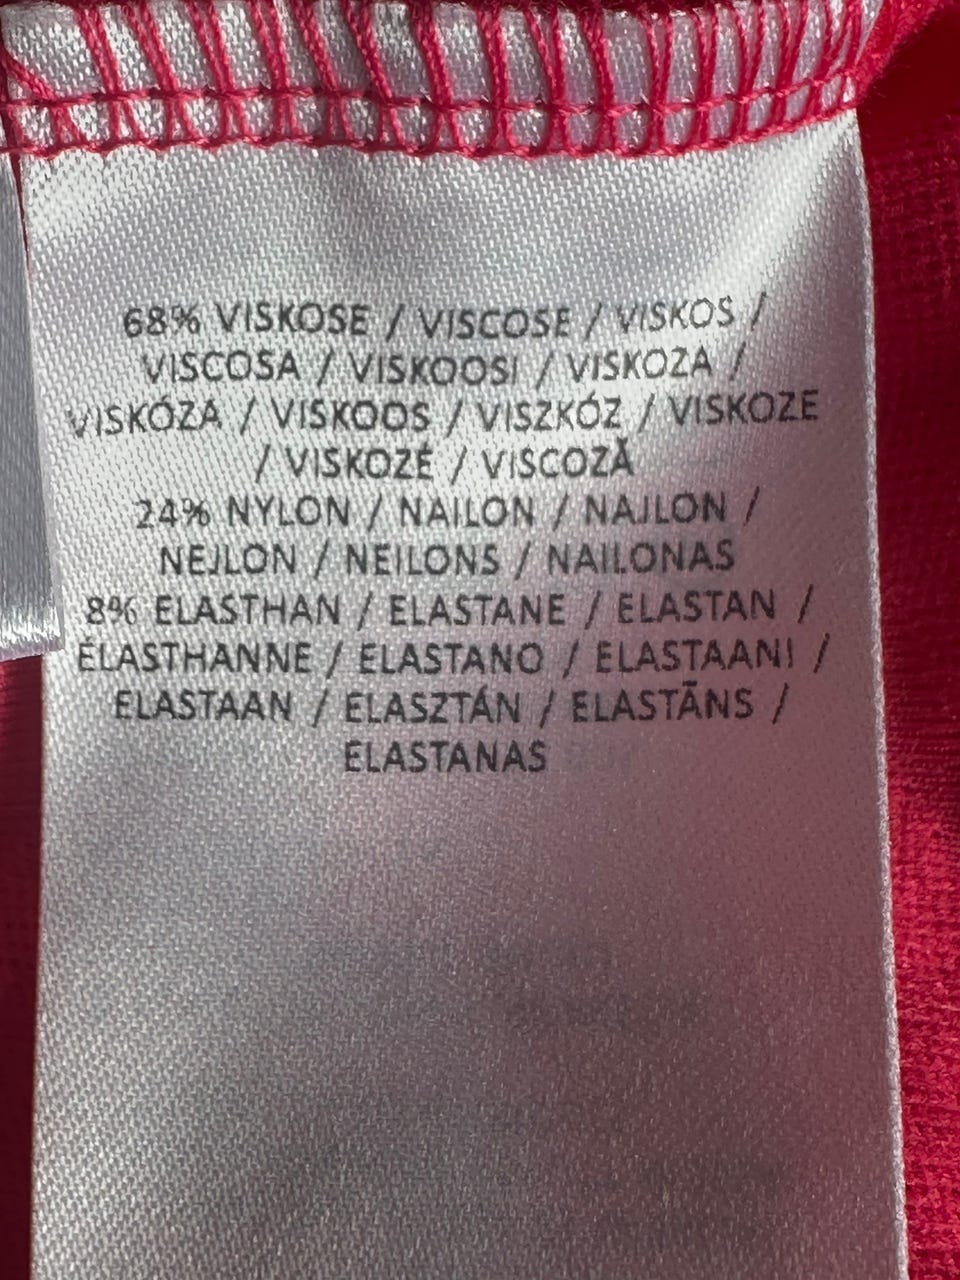 68% VISKOSE / VISCOSE / VISKOS /
VISCOSA / VISKOOSI / VISKOZA /
VISKÓZA / VISKOOS / VISZKÓZ / VISKOZE
/ VISKOZĖ / VISCOZĂ
24% NYLON / NAILON / NAJLON /
NEJLON / NEILONS / NAILONAS
8% ELASTHAN / ELASTANE / ELASTAN /
ÉLASTHANNE / ELASTANO / ELASTAANI /
ELASTAAN / ELASZTÁN / ELASTĀNS /
ELASTANAS